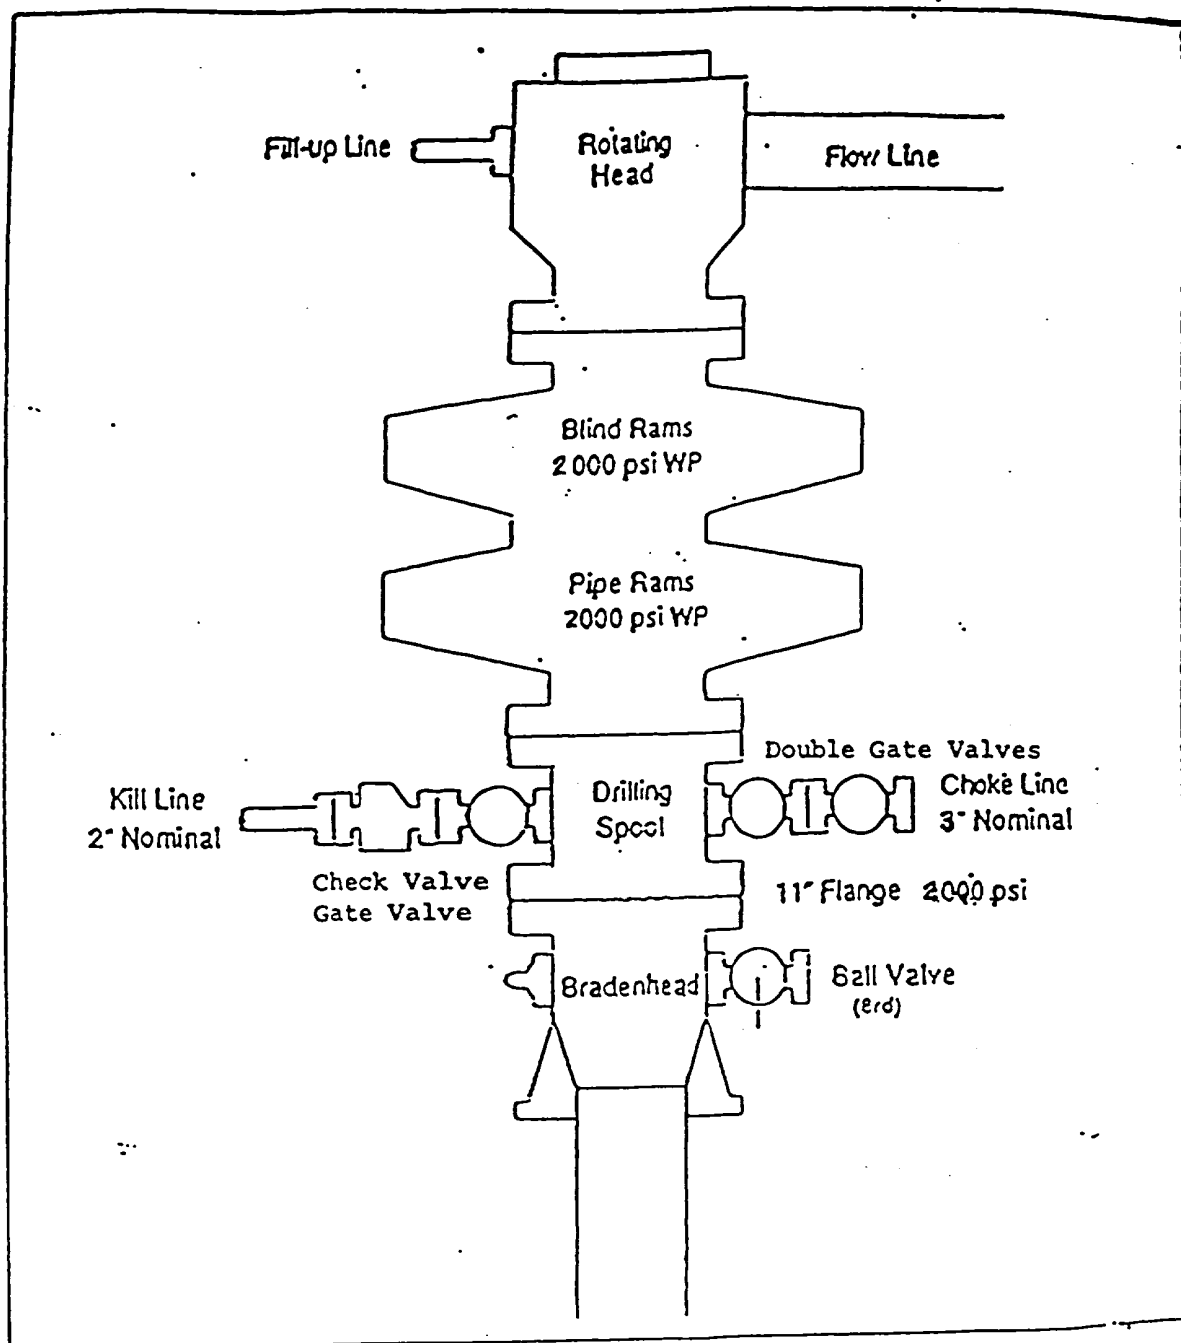 Fill-up Line
Rotating
Head
Flow Line
Blind Rams
2000 psi WP
Pipe Rams
2000 psi WP
Double Gate Valves
Kill Line
2" Nominal
Drilling
Spool
Choke Line
3" Nominal
Check Valve
Gate Valve
11" Flange 2000 psi
Bradenhead
Ball Valve